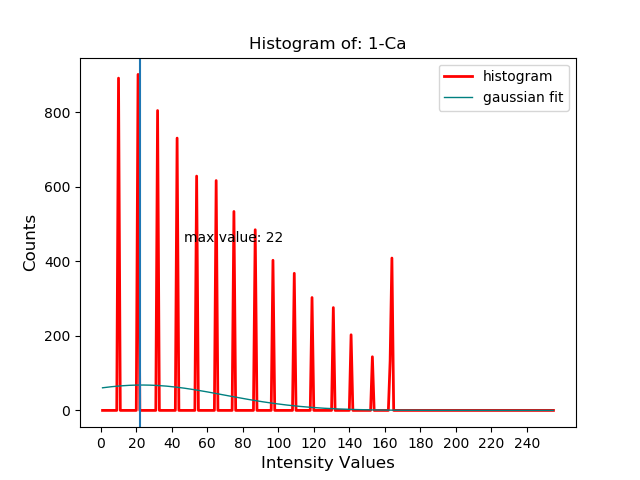 Histogram of: 1-Ca
histogram
gaussian fit
800
600
400
200
0
Counts
max value: 22
0 20 40 60 80 100 120 140 160 180 200 220 240
Intensity Values